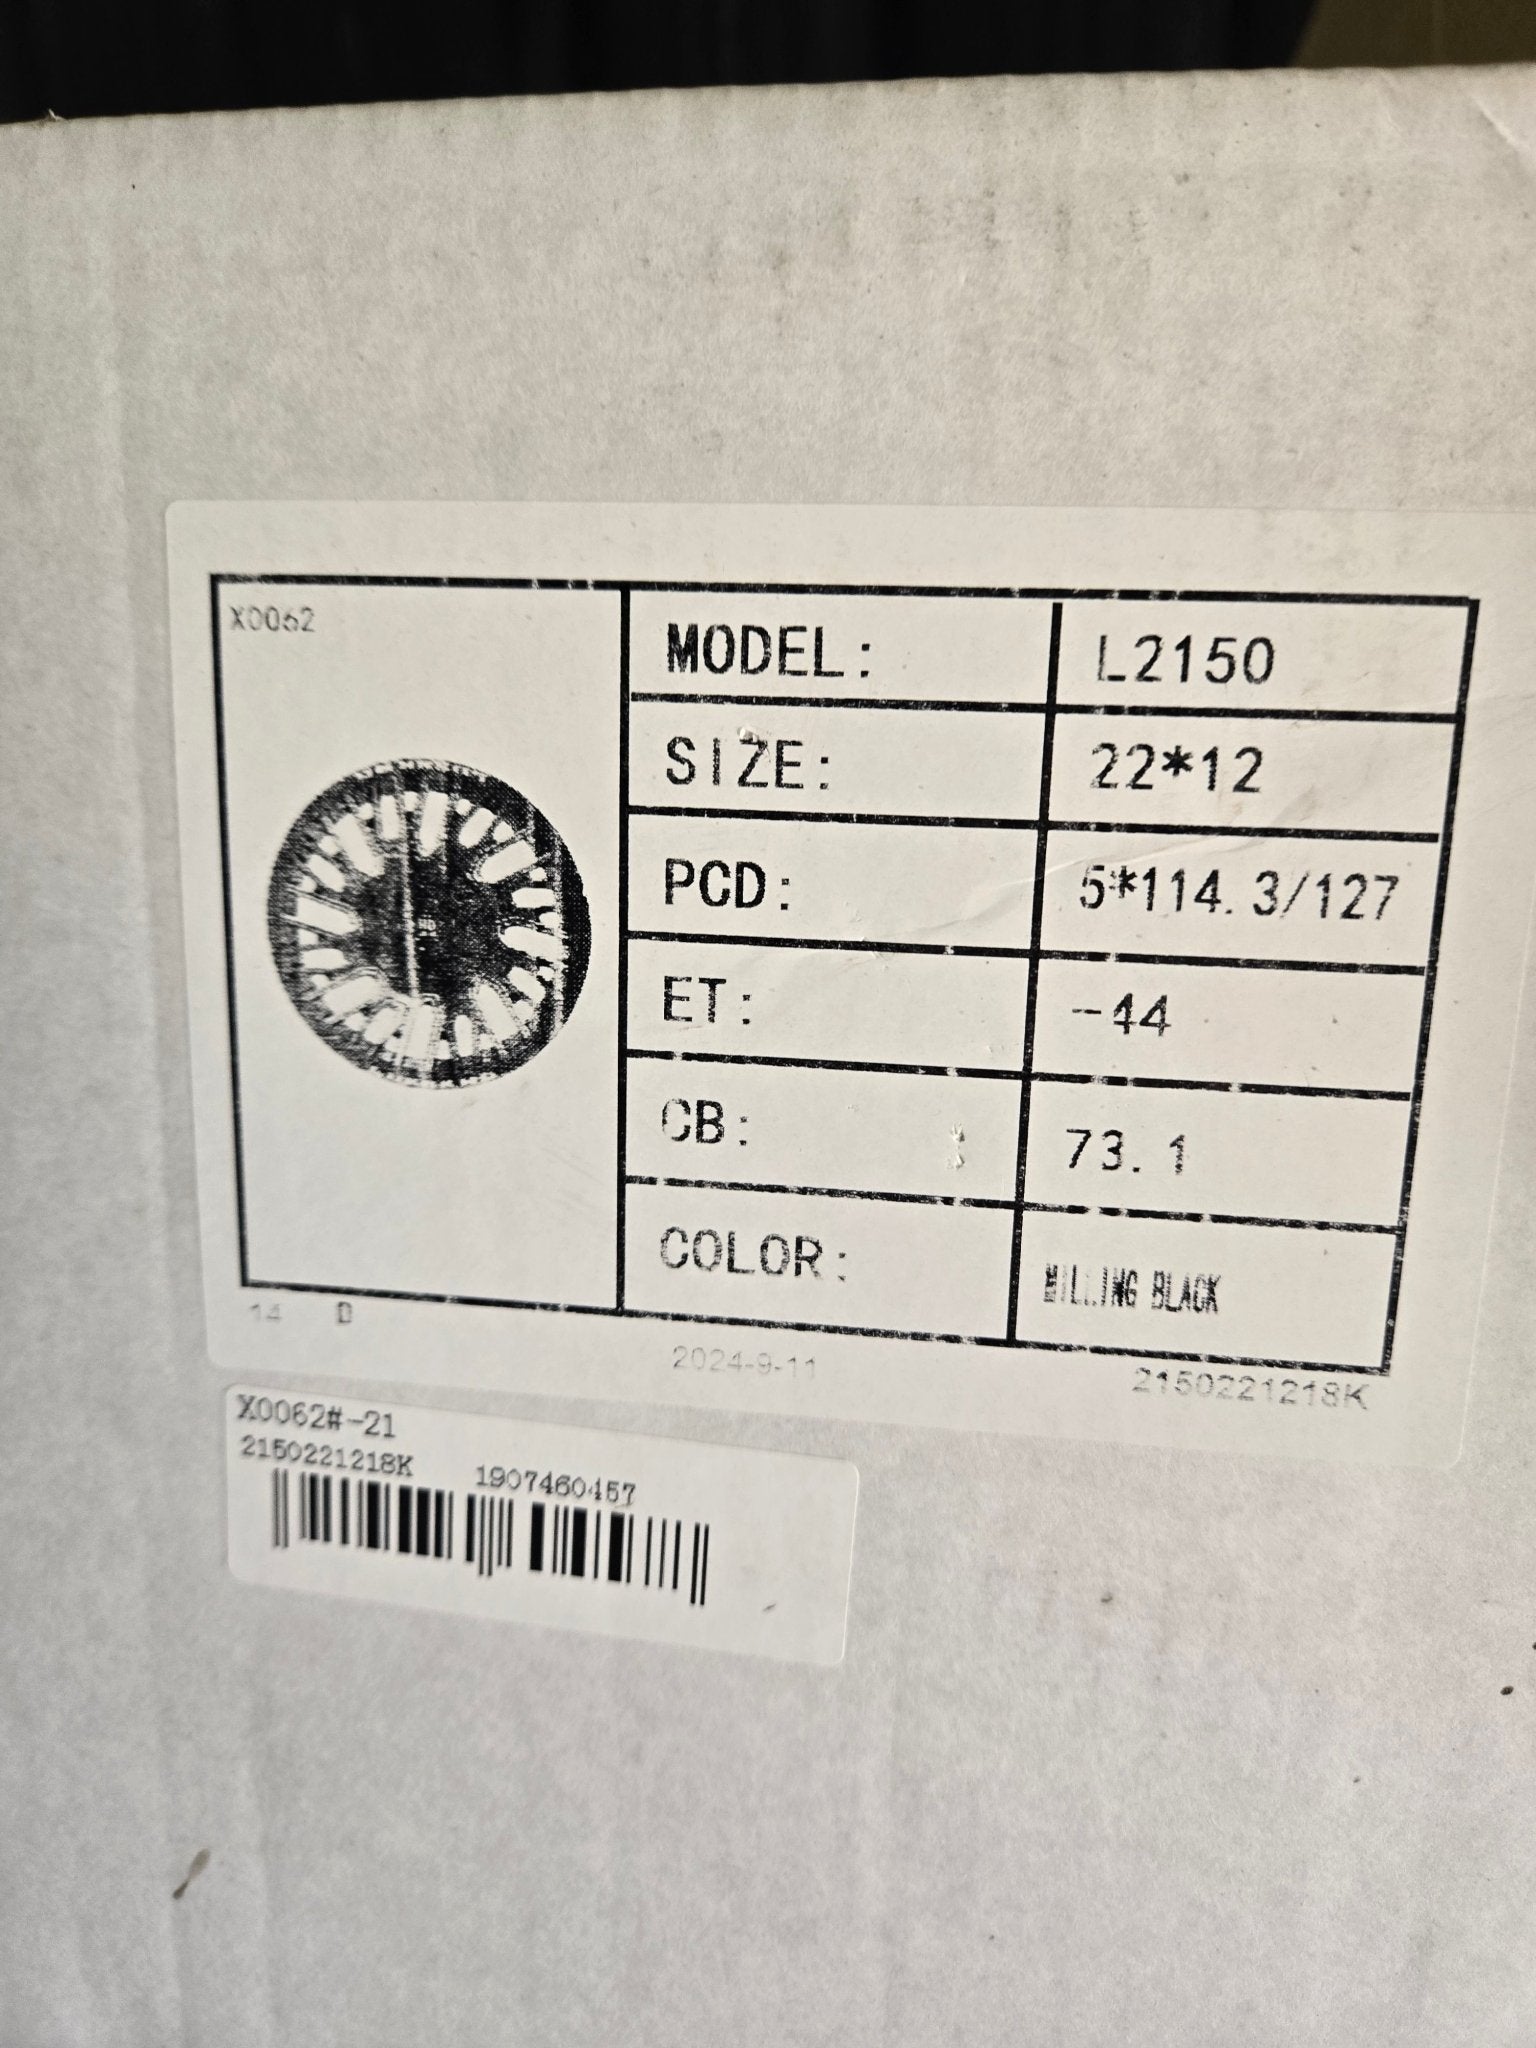 X0062
MODEL: L2150
SIZE: 22*12
PCD: 5*114.3/127
ET: -44
CB: 73.1
COLOR: MILLING BLACK
14 D
2024-9-11
2150221218K
X0062#-21
2150221218K 1907460457